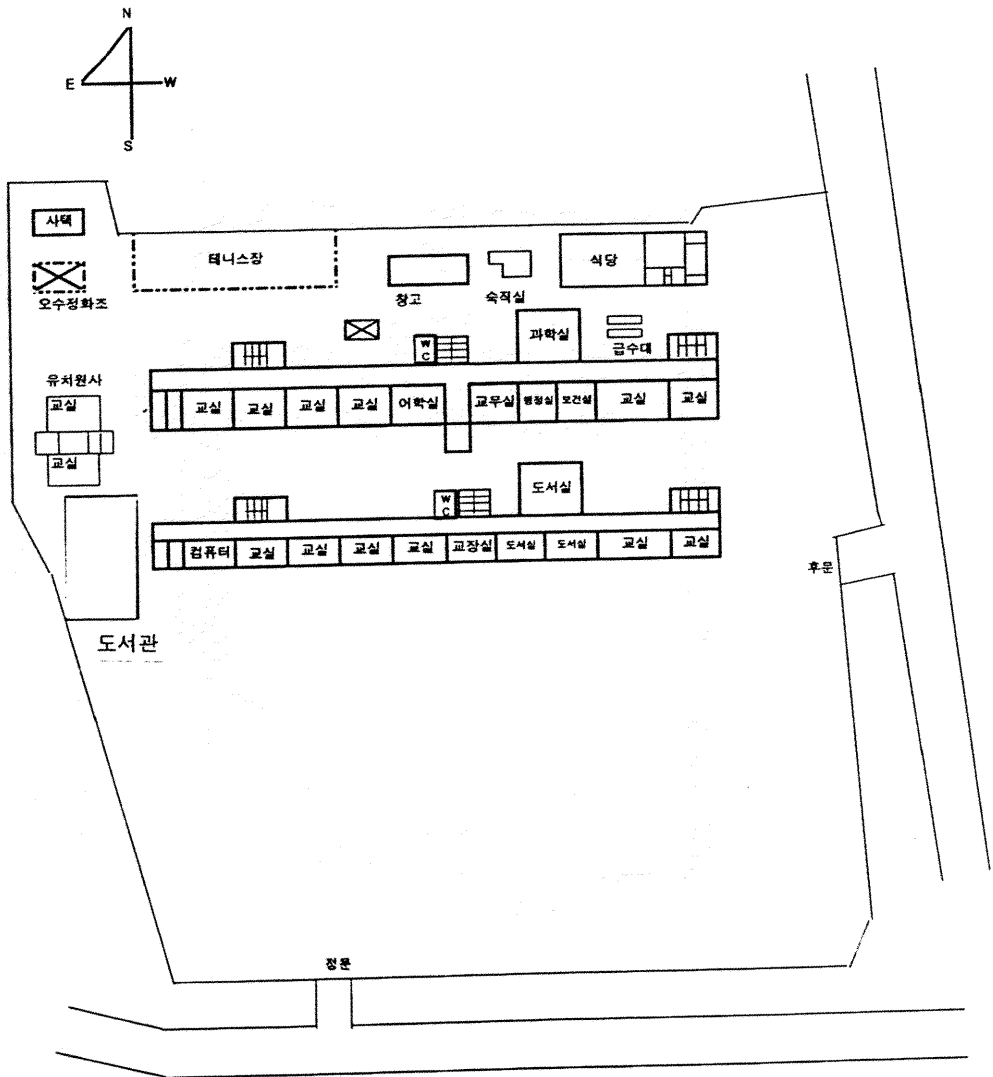 N
E W
S
사택
테니스장
식당
오수정화조
창고
숙직실
과학실
W
C
급수대
유치원사
교실
교실 교실 교실 교실 어학실 교무실 행정실 보건실 교실 교실
교실
도서실
W
C
컴퓨터 교실 교실 교실 교실 교장실 도서실 도서실 교실 교실
후문
도서관
정문